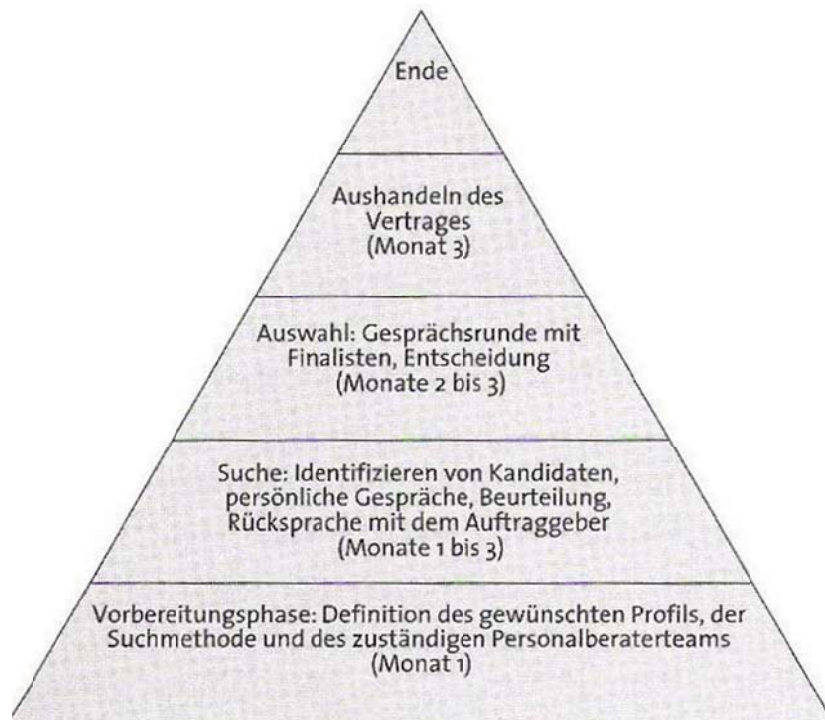 Ende
Aushandeln des
Vertrages
(Monat 3)
Auswahl: Gesprächsrunde mit
Finalisten, Entscheidung
(Monate 2 bis 3)
Suche: Identifizieren von Kandidaten,
persönliche Gespräche, Beurteilung,
Rücksprache mit dem Auftraggeber
(Monate 1 bis 3)
Vorbereitungsphase: Definition des gewünschten Profils, der
Suchmethode und des zuständigen Personalberaterteams
(Monat 1)